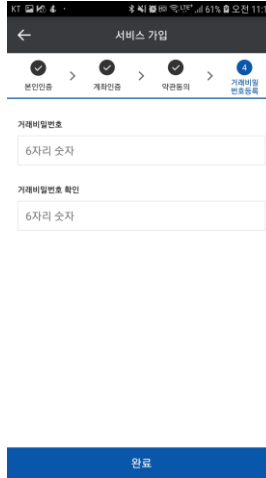 KT 61% 오전 11:1
서비스 가입
본인인증 > 계좌인증 > 약관동의 > 4 거래비밀
번호등록
거래비밀번호
6자리 숫자
거래비밀번호 확인
6자리 숫자
완료